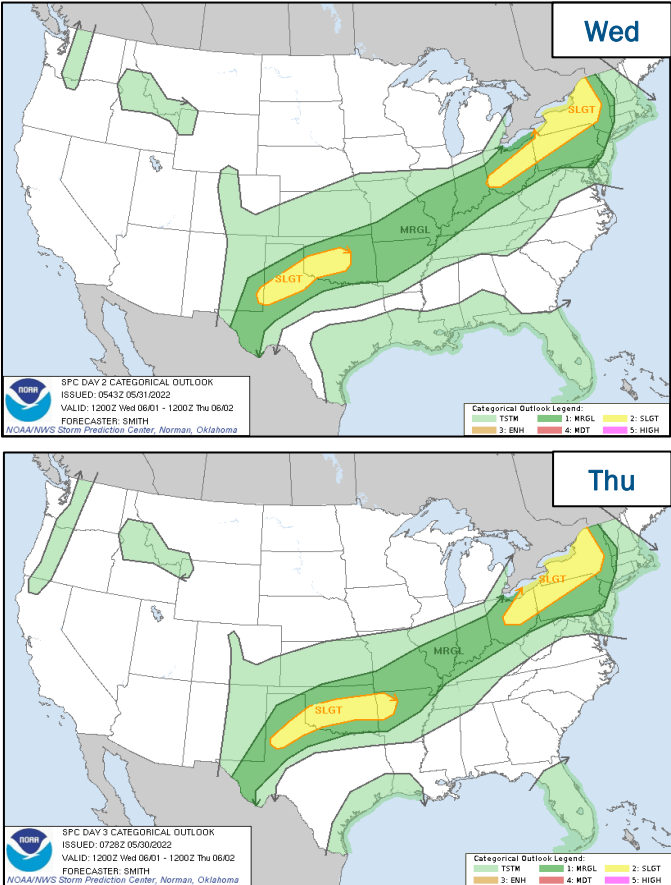 Wed
SLGT
MRGL
SLGT
NOAA
SPC DAY 2 CATEGORICAL OUTLOOK
ISSUED: 0543Z 05/31/2022
VALID: 1200Z Wed 06/01 - 1200Z Thu 06/02
FORECASTER: SMITH
NOAA/NWS Storm Prediction Center, Norman, Oklahoma
Categorical Outlook Legend:
TSTM 1: MRGL 2: SLGT
3: ENH 4: MDT 5: HIGH
Thu
SLGT
MRGL
SLGT
NOAA
SPC DAY 3 CATEGORICAL OUTLOOK
ISSUED: 0728Z 05/30/2022
VALID: 1200Z Wed 06/01 - 1200Z Thu 06/02
FORECASTER: SMITH
NOAA/NWS Storm Prediction Center, Norman, Oklahoma
Categorical Outlook Legend:
TSTM 1: MRGL 2: SLGT
3: ENH 4: MDT 5: HIGH